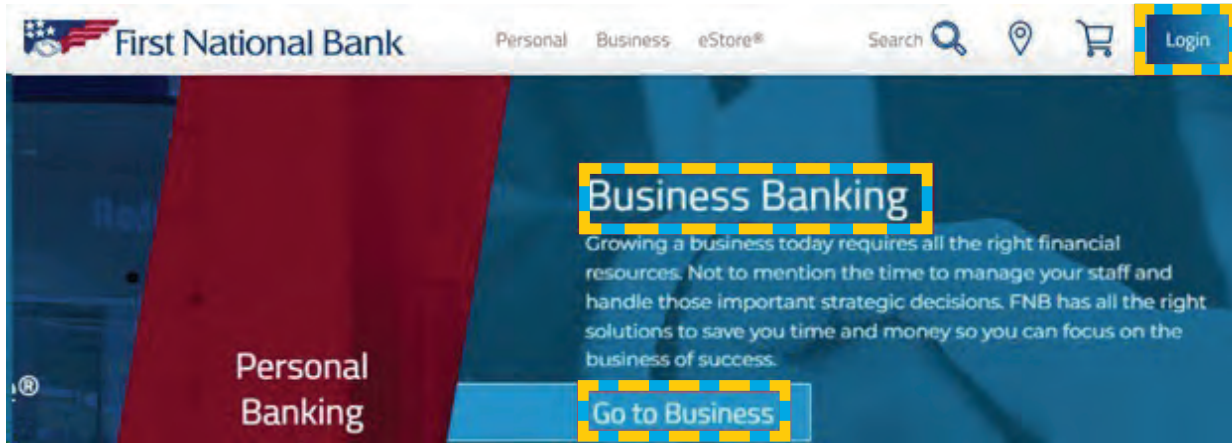 First National Bank
Personal Business eStore®
Search
Login
Business Banking
Growing a business today requires all the right financial
resources. Not to mention the time to manage your staff and
handle those important strategic decisions. FNB has all the right
solutions to save you time and money so you can focus on the
business of success.
®
Personal
Banking
Go to Business